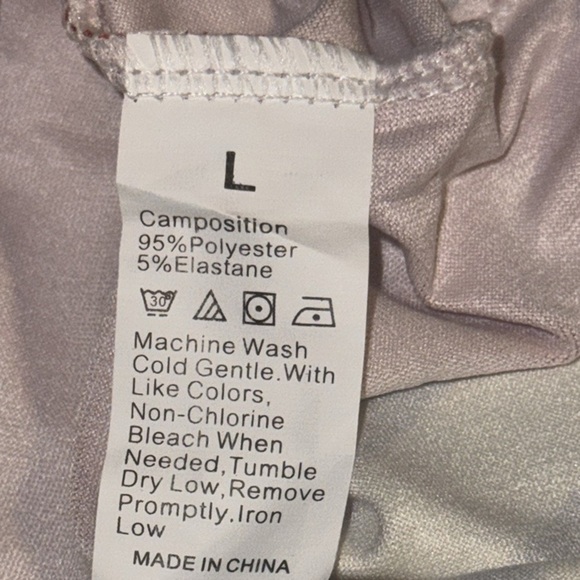 L
Camposition
95%Polyester
5%Elastane
30°
Machine Wash
Cold Gentle.With
Like Colors,
Non-Chlorine
Bleach When
Needed,Tumble
Dry Low,Remove
Promptly.Iron
Low
MADE IN CHINA